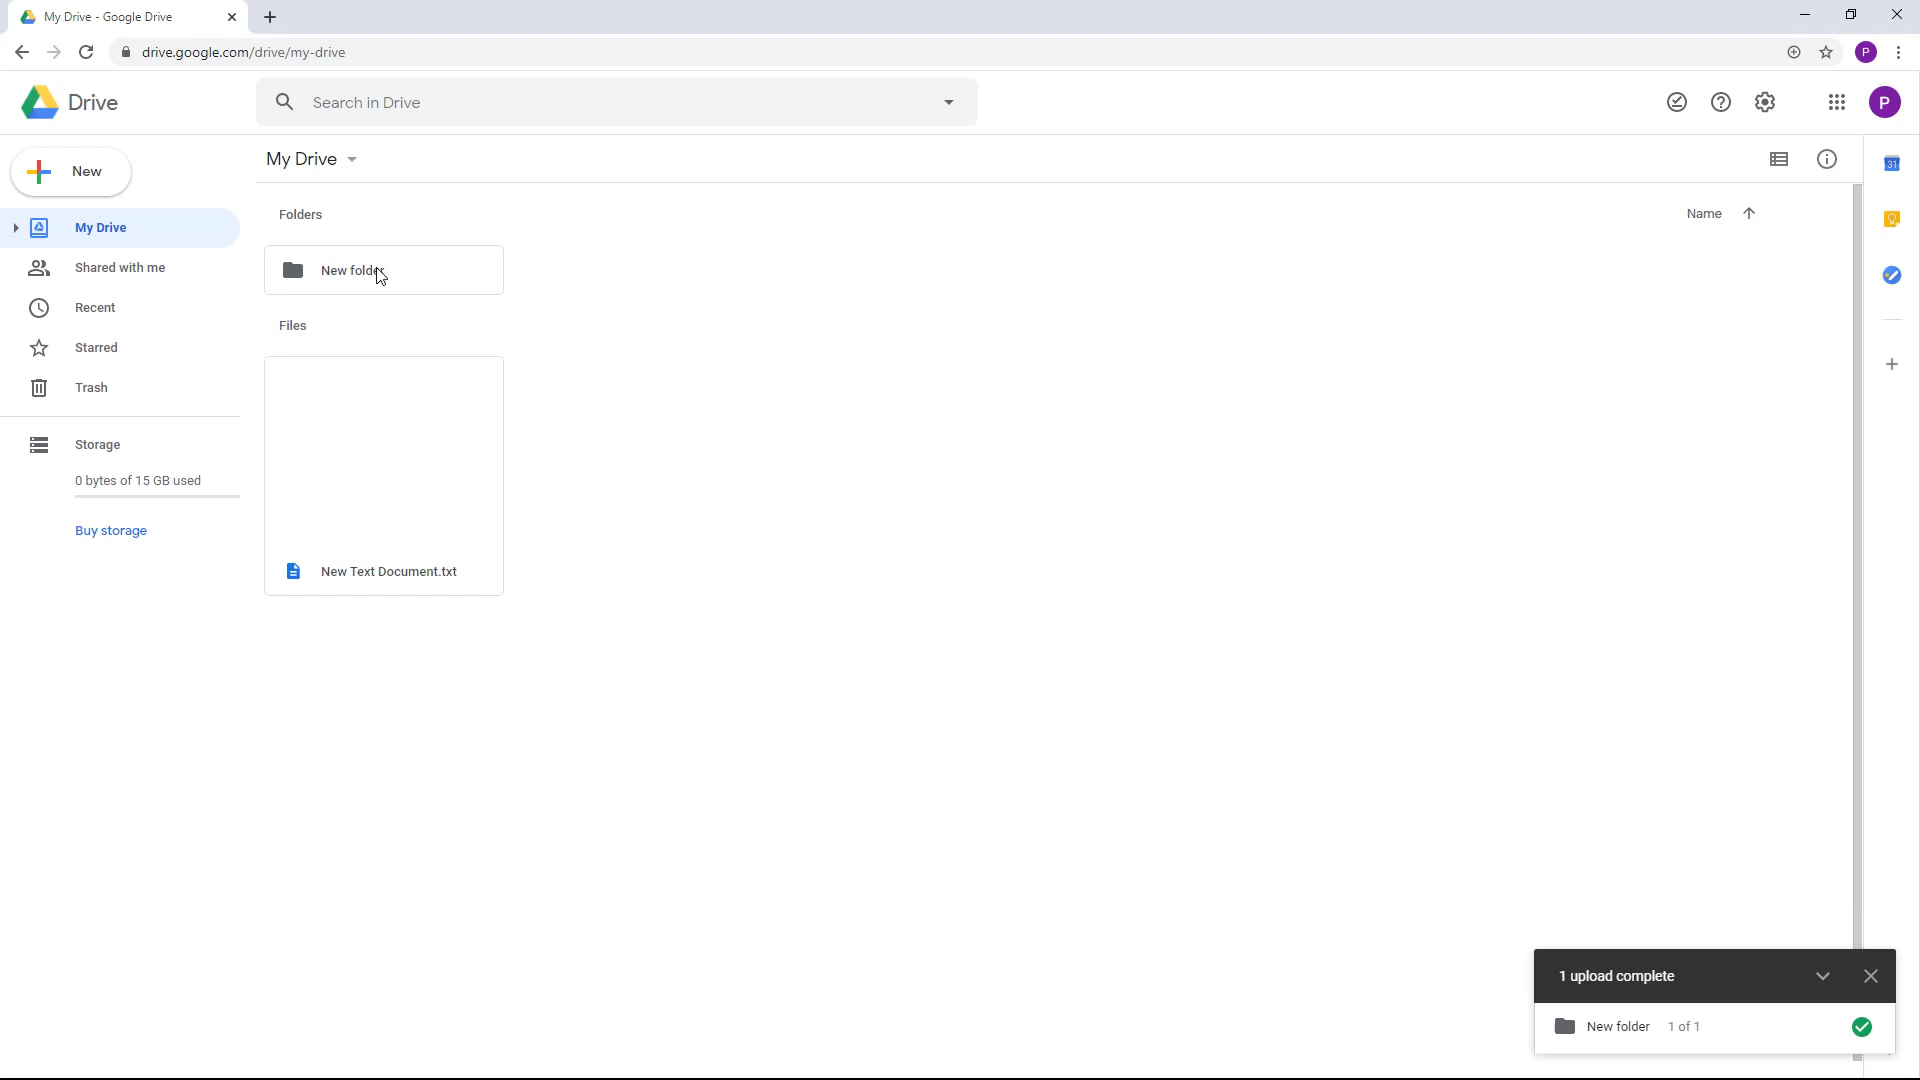 My Drive - Google Drive
drive.google.com/drive/my-drive
P
Drive
Search in Drive
P
New
My Drive
31
Folders
Name
My Drive
Shared with me
New folder
Recent
Files
Starred
Trash
Storage
0 bytes of 15 GB used
Buy storage
New Text Document.txt
1 upload complete
New folder 1 of 1